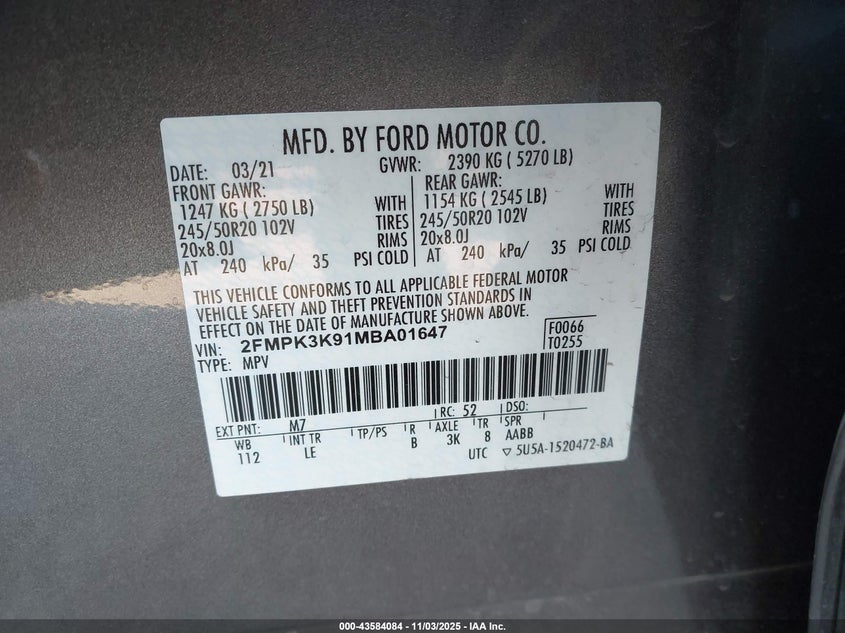 MFD. BY FORD MOTOR CO.
DATE: 03/21 GVWR: 2390 KG ( 5270 LB)
FRONT GAWR: REAR GAWR:
1247 KG ( 2750 LB) WITH 1154 KG ( 2545 LB) WITH
245/50R20 102V TIRES 245/50R20 102V TIRES
20x8.0J RIMS 20x8.0J RIMS
AT 240 kPa/ 35 PSI COLD AT 240 kPa/ 35 PSI COLD
THIS VEHICLE CONFORMS TO ALL APPLICABLE FEDERAL MOTOR
VEHICLE SAFETY AND THEFT PREVENTION STANDARDS IN
EFFECT ON THE DATE OF MANUFACTURE SHOWN ABOVE.
VIN: 2FMPK3K91MBA01647 F0066
TYPE: MPV T0255
EXT PNT: M7 RC: 52 DSO:
WB INT TR TP/PS R AXLE TR SPR
112 LE B 3K 8 AABB
UTC ▽ 5U5A-1520472-BA
000-43584084 - 11/03/2025 - IAA Inc.